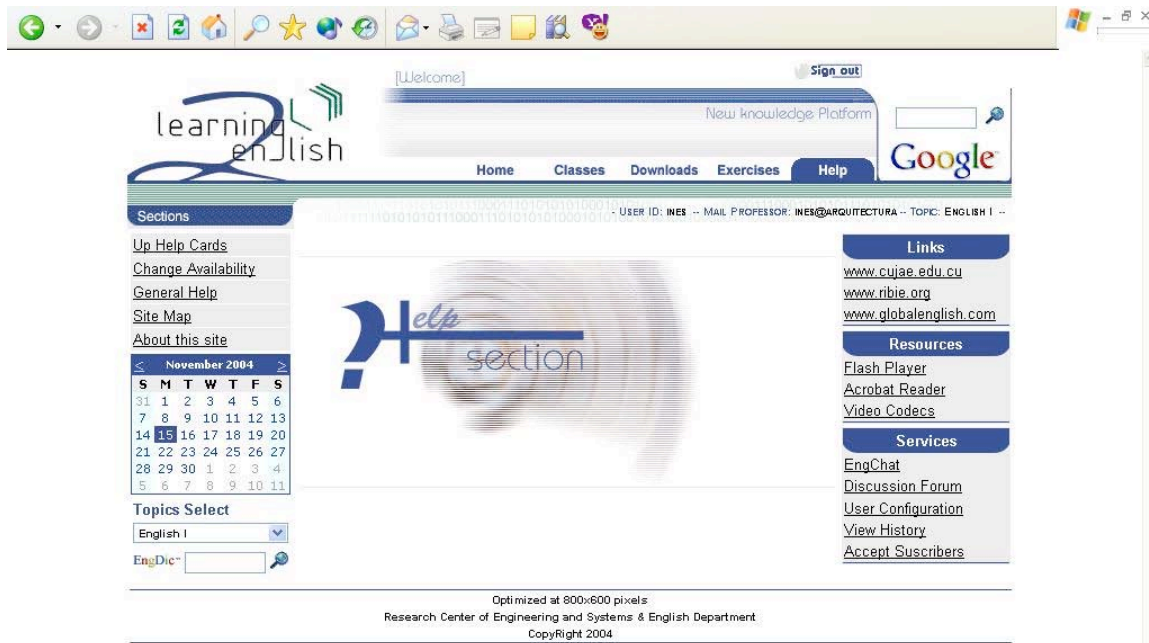 [Welcome]
Sign out
learning
2
english
New knowledge Platform
Google
Home Classes Downloads Exercises Help
Sections
- USER ID: INES -- MAIL PROFESSOR: INES@ARQUITECTURA -- TOPIC: ENGLISH I --
Up Help Cards
Change Availability
General Help
Site Map
About this site
< November 2004 >
S M T W T F S
31 1 2 3 4 5 6
7 8 9 10 11 12 13
14 15 16 17 18 19 20
21 22 23 24 25 26 27
28 29 30 1 2 3 4
5 6 7 8 9 10 11
Topics Select
English I
EngDic
Help
section
Links
www.cujae.edu.cu
www.ribie.org
www.globalenglish.com
Resources
Flash Player
Acrobat Reader
Video Codecs
Services
EngChat
Discussion Forum
User Configuration
View History
Accept Suscribers
Optimized at 800x600 pixels
Research Center of Engineering and Systems & English Department
CopyRight 2004